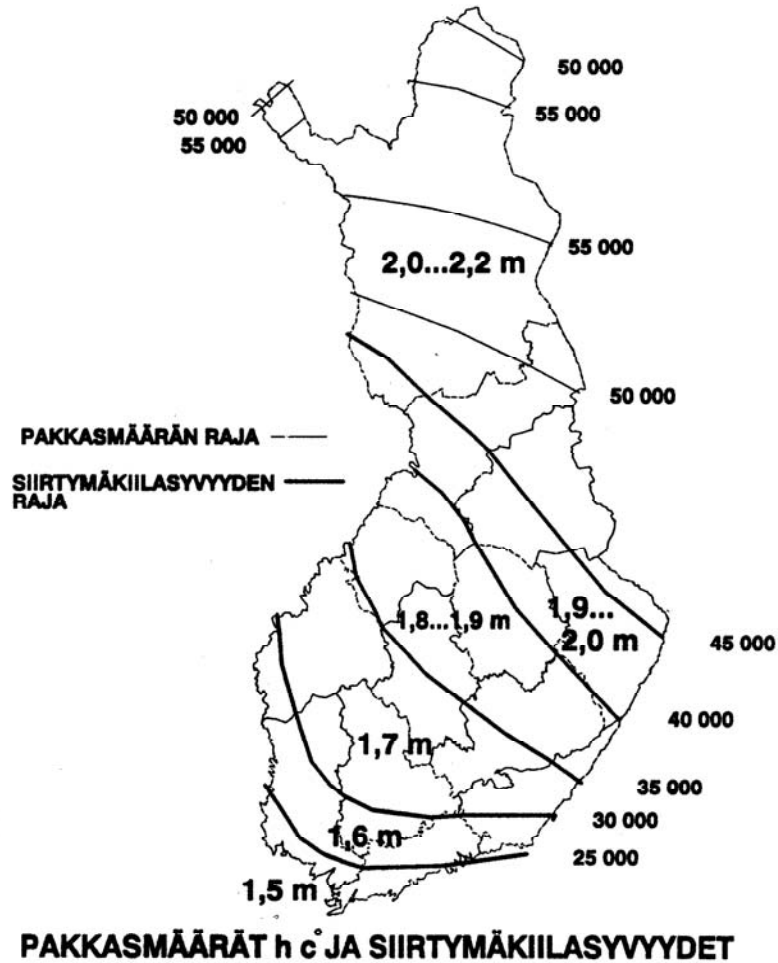 50 000
50 000
55 000
55 000
55 000
2,0...2,2 m
50 000
PAKKASMÄÄRÄN RAJA
SIIRTYMÄKIILASYVYYDEN
RAJA
1,8...1,9 m
1,9...
2,0 m
45 000
40 000
1,7 m
35 000
30 000
1,6 m
25 000
1,5 m
PAKKASMÄÄRÄT h c° JA SIIRTYMÄKIILASYVYYDET